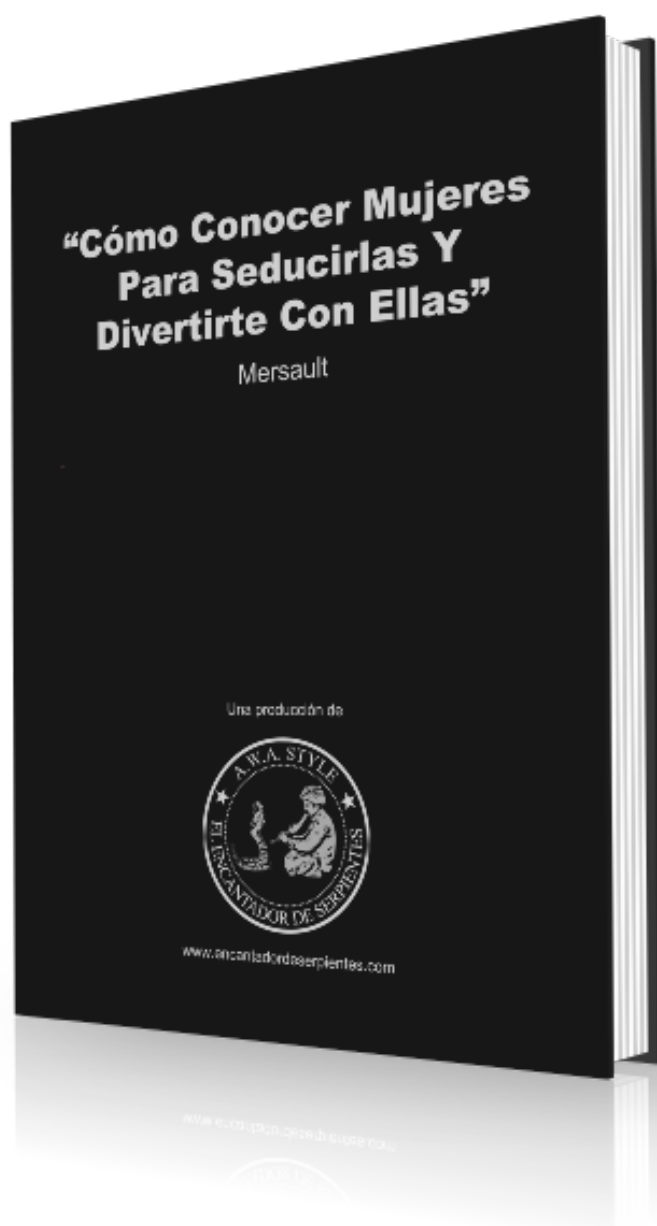 “Cómo Conocer Mujeres
Para Seducirlas Y
Divertirte Con Ellas”
Mersault
Una producción de
A.W.A. STYLE
EL ENCANTADOR DE SERPIENTES
www.encantadordeserpientes.com